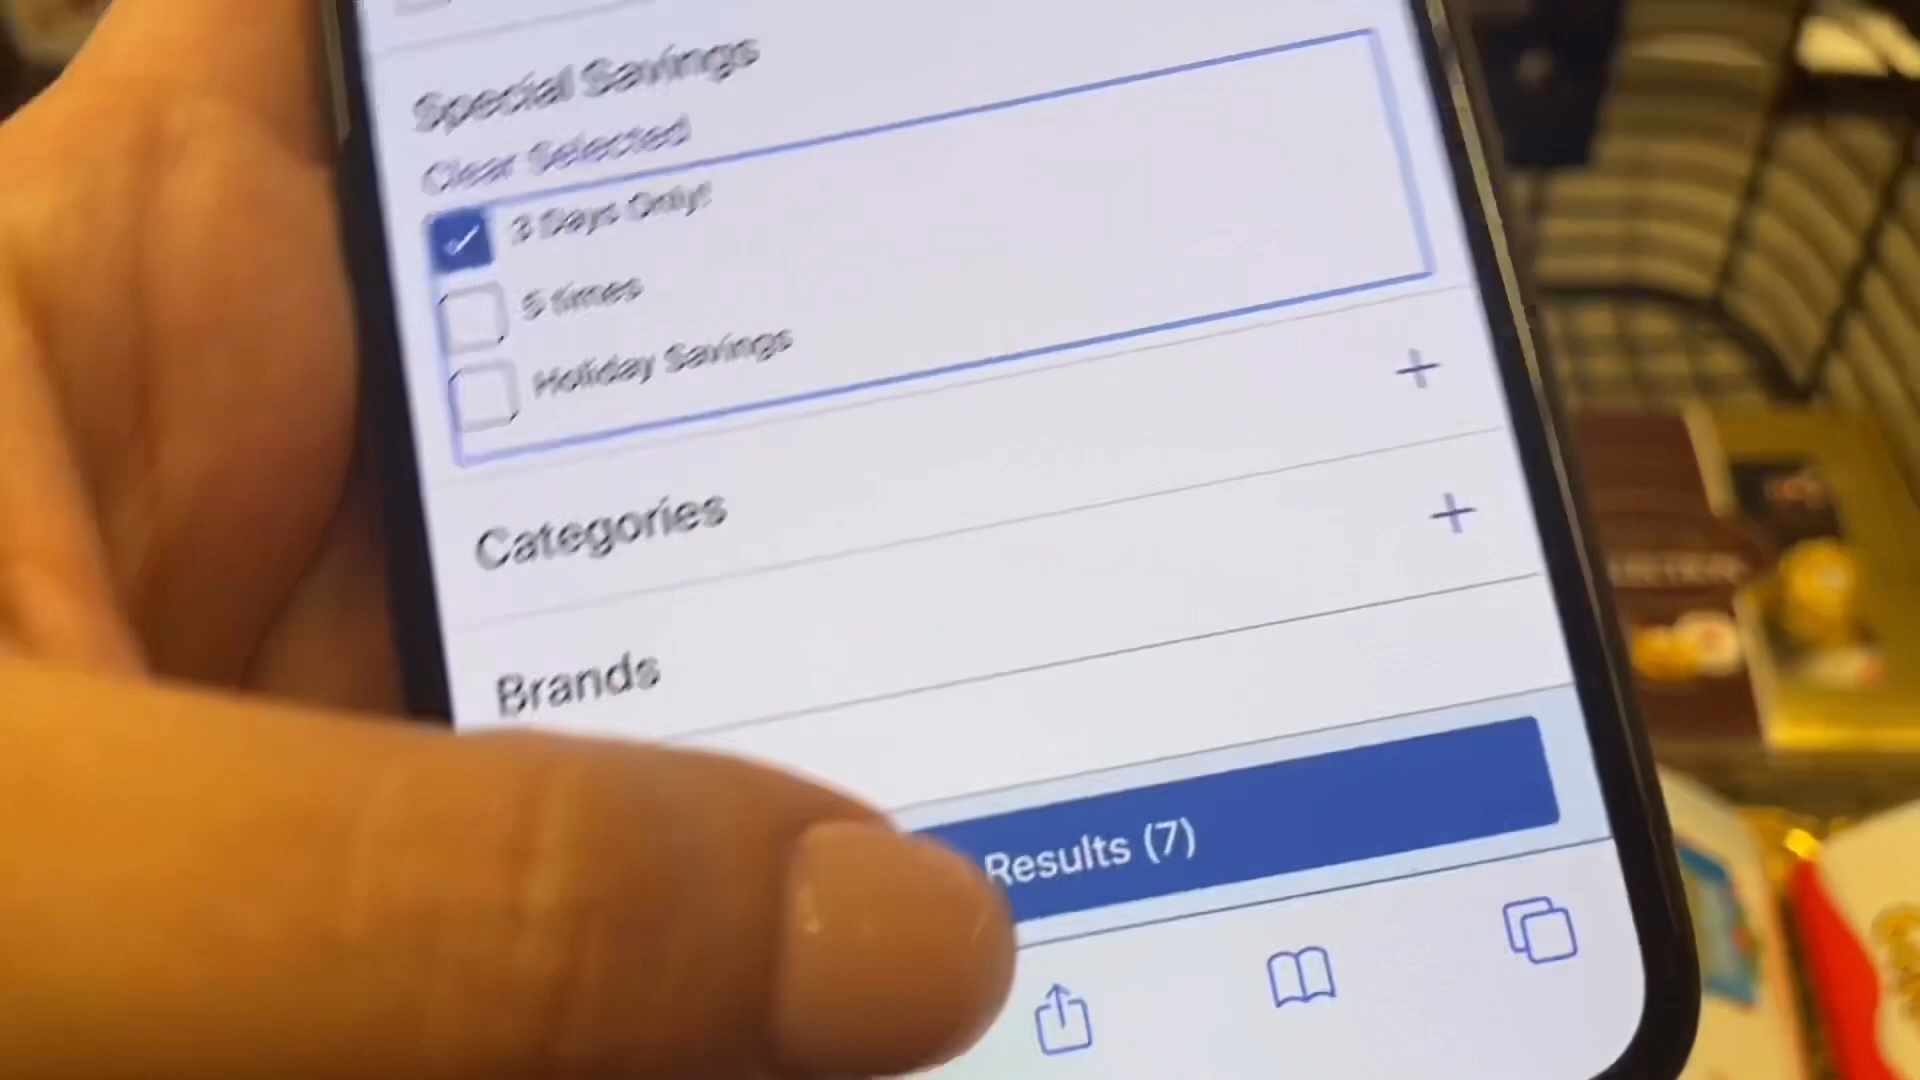 Special Savings
Clear Selected
3 Days Only!
5 times
Holiday Savings
Categories
Brands
Results (7)